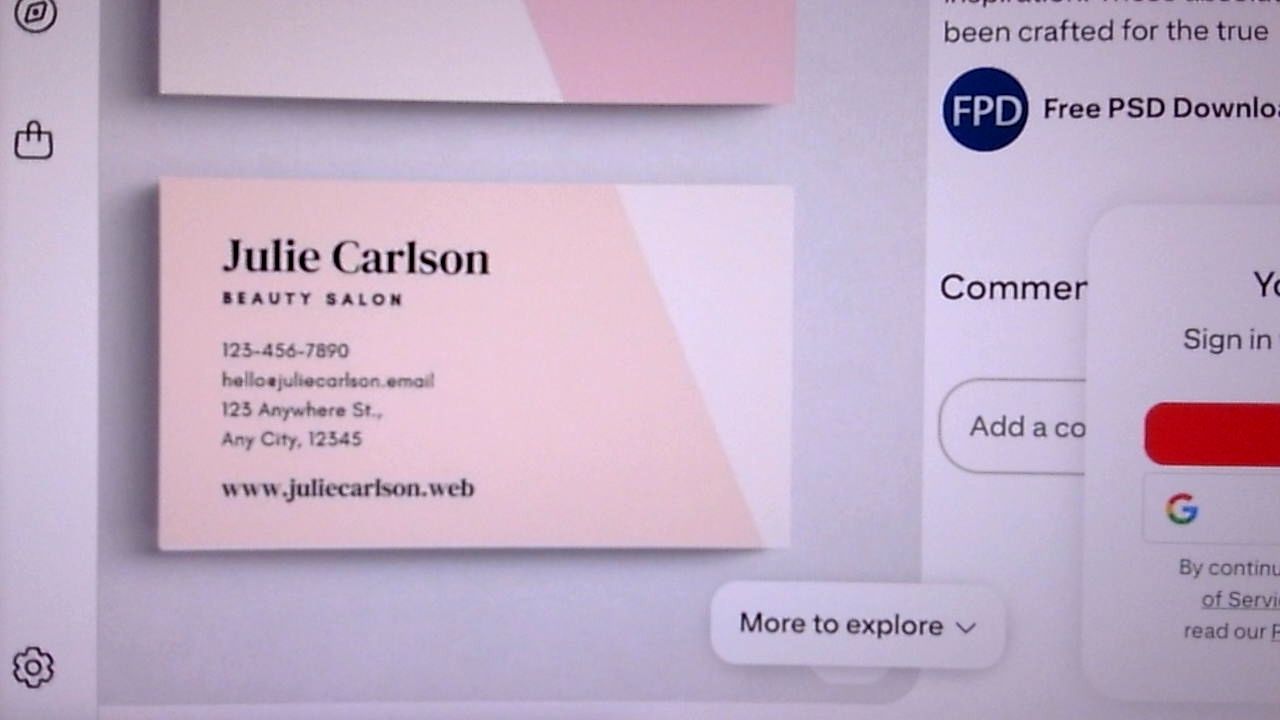 been crafted for the true
FPD
Free PSD Downloa
Julie Carlson
BEAUTY SALON
123-456-7890
hello@juliecarlson.email
123 Anywhere St.,
Any City, 12345
www.juliecarlson.web
Commen
Add a co
Yo
Sign in
G
By continu
of Servi
read our P
More to explore